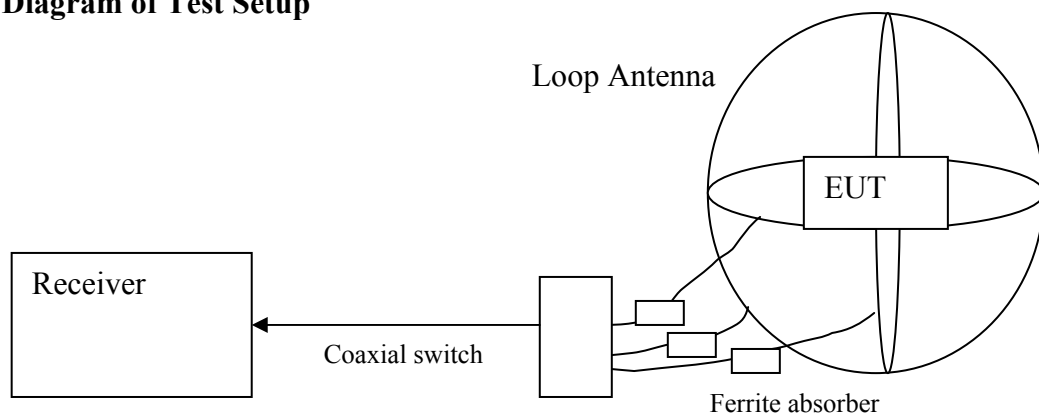 Diagram of Test Setup
Loop Antenna
EUT
Receiver
Coaxial switch
Ferrite absorber